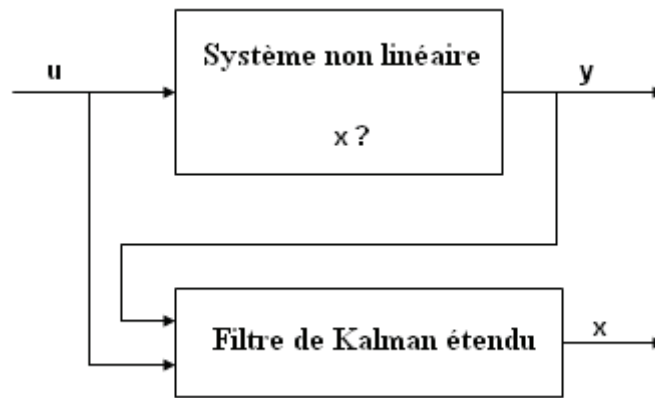 Système non linéaire
u
y
x ?
Filtre de Kalman étendu
x